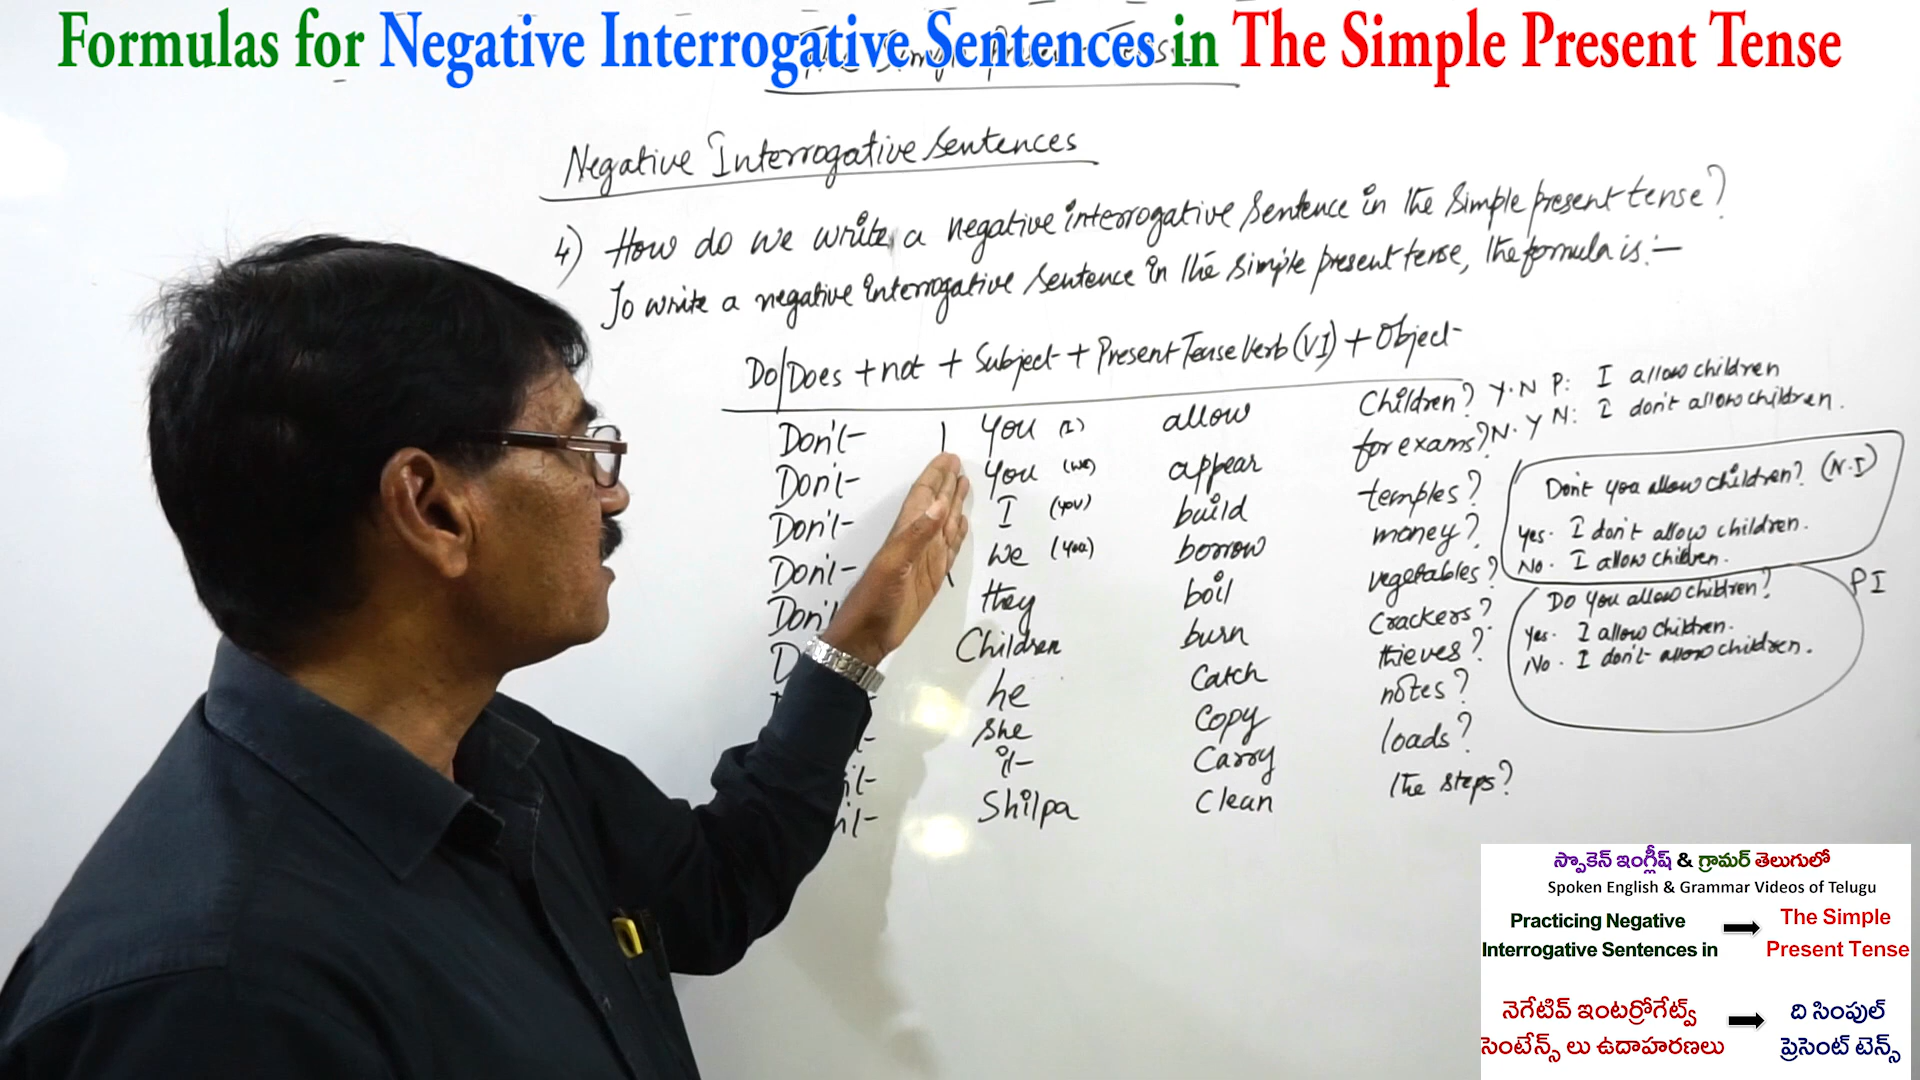 Formulas for Negative Interrogative Sentences in The Simple Present Tense
Negative Interrogative Sentences
4) How do we write a negative interrogative sentence in the simple present tense?
To write a negative interrogative sentence in the simple present tense, the formula is:—
Do/Does + not + Subject + Present Tense Verb (VI) + Object
Don't you (I) allow Children? Y.N P: I allow children
Don't you (we) appear for exams? N.Y N: I don't allow children.
Don't I (you) build temples?
Don't we (you) borrow money?
Don't they boil vegetables?
Children burn crackers?
he catch thieves?
she copy notes?
it carry loads?
Shilpa clean the steps?
Don't you allow children? (N.I)
Yes. I don't allow children.
No. I allow children.
Do you allow children? PI
Yes. I allow children.
No. I don't allow children.
స్పొకెన్ ఇంగ్లీష్ & గ్రామర్ తెలుగులో
Spoken English & Grammar Videos of Telugu
Practicing Negative Interrogative Sentences in
The Simple Present Tense
నెగేటివ్ ఇంటర్రోగేట్వ్
సెంటేన్స్ లు ఉదాహరణలు
ది సింపుల్
ప్రెసెంట్ టెన్స్